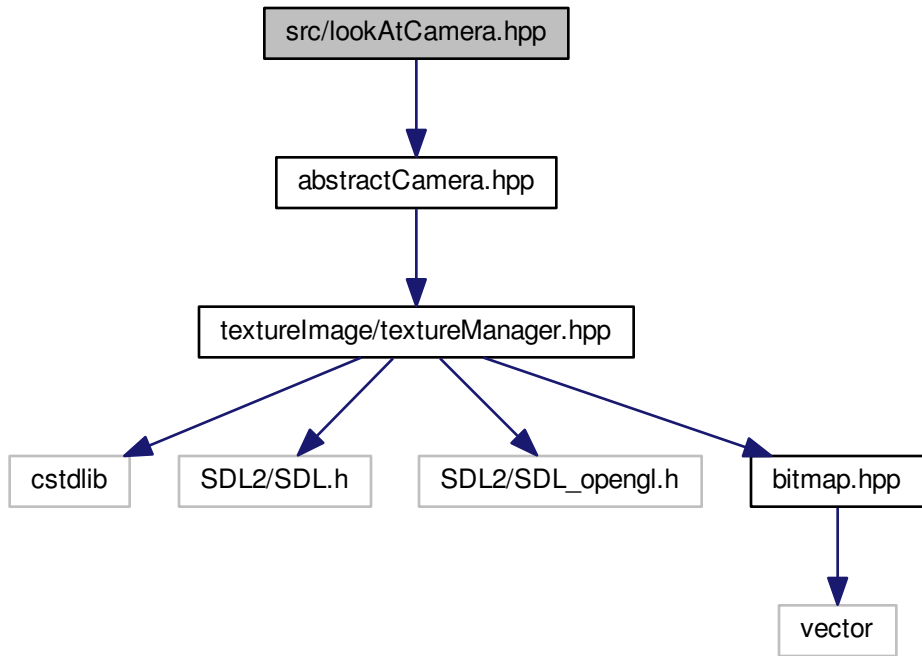 src/lookAtCamera.hpp
abstractCamera.hpp
textureImage/textureManager.hpp
cstdlib
SDL2/SDL.h
SDL2/SDL_opengl.h
bitmap.hpp
vector